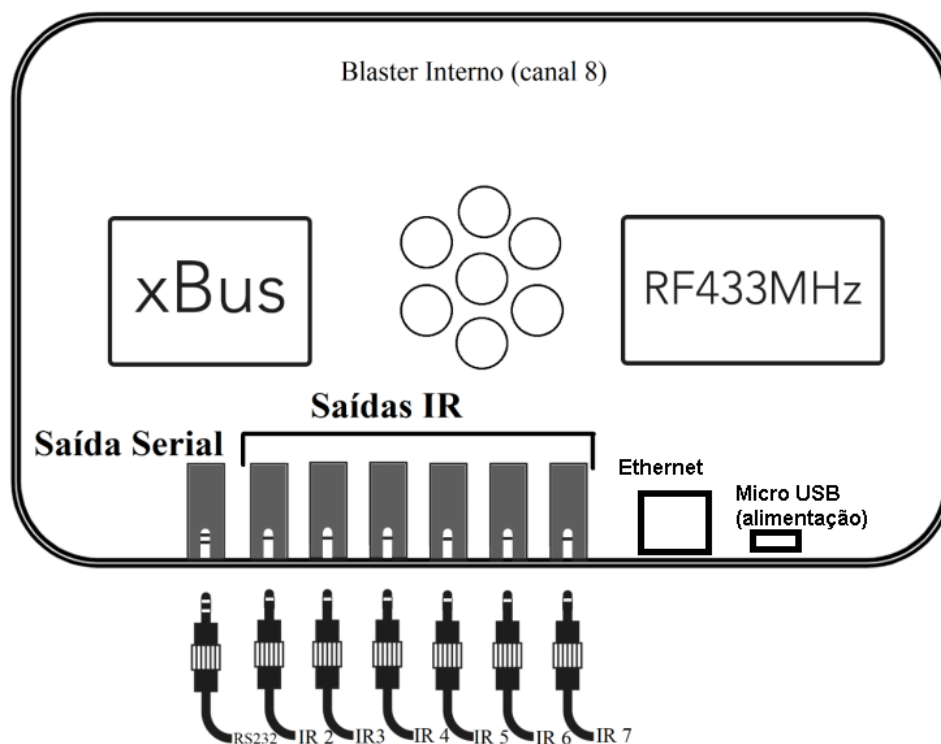 Blaster Interno (canal 8)
xBus
RF433MHz
Saídas IR
Saída Serial
Ethernet
Micro USB
(alimentação)
RS232
IR 2
IR3
IR 4
IR 5
IR 6
IR 7